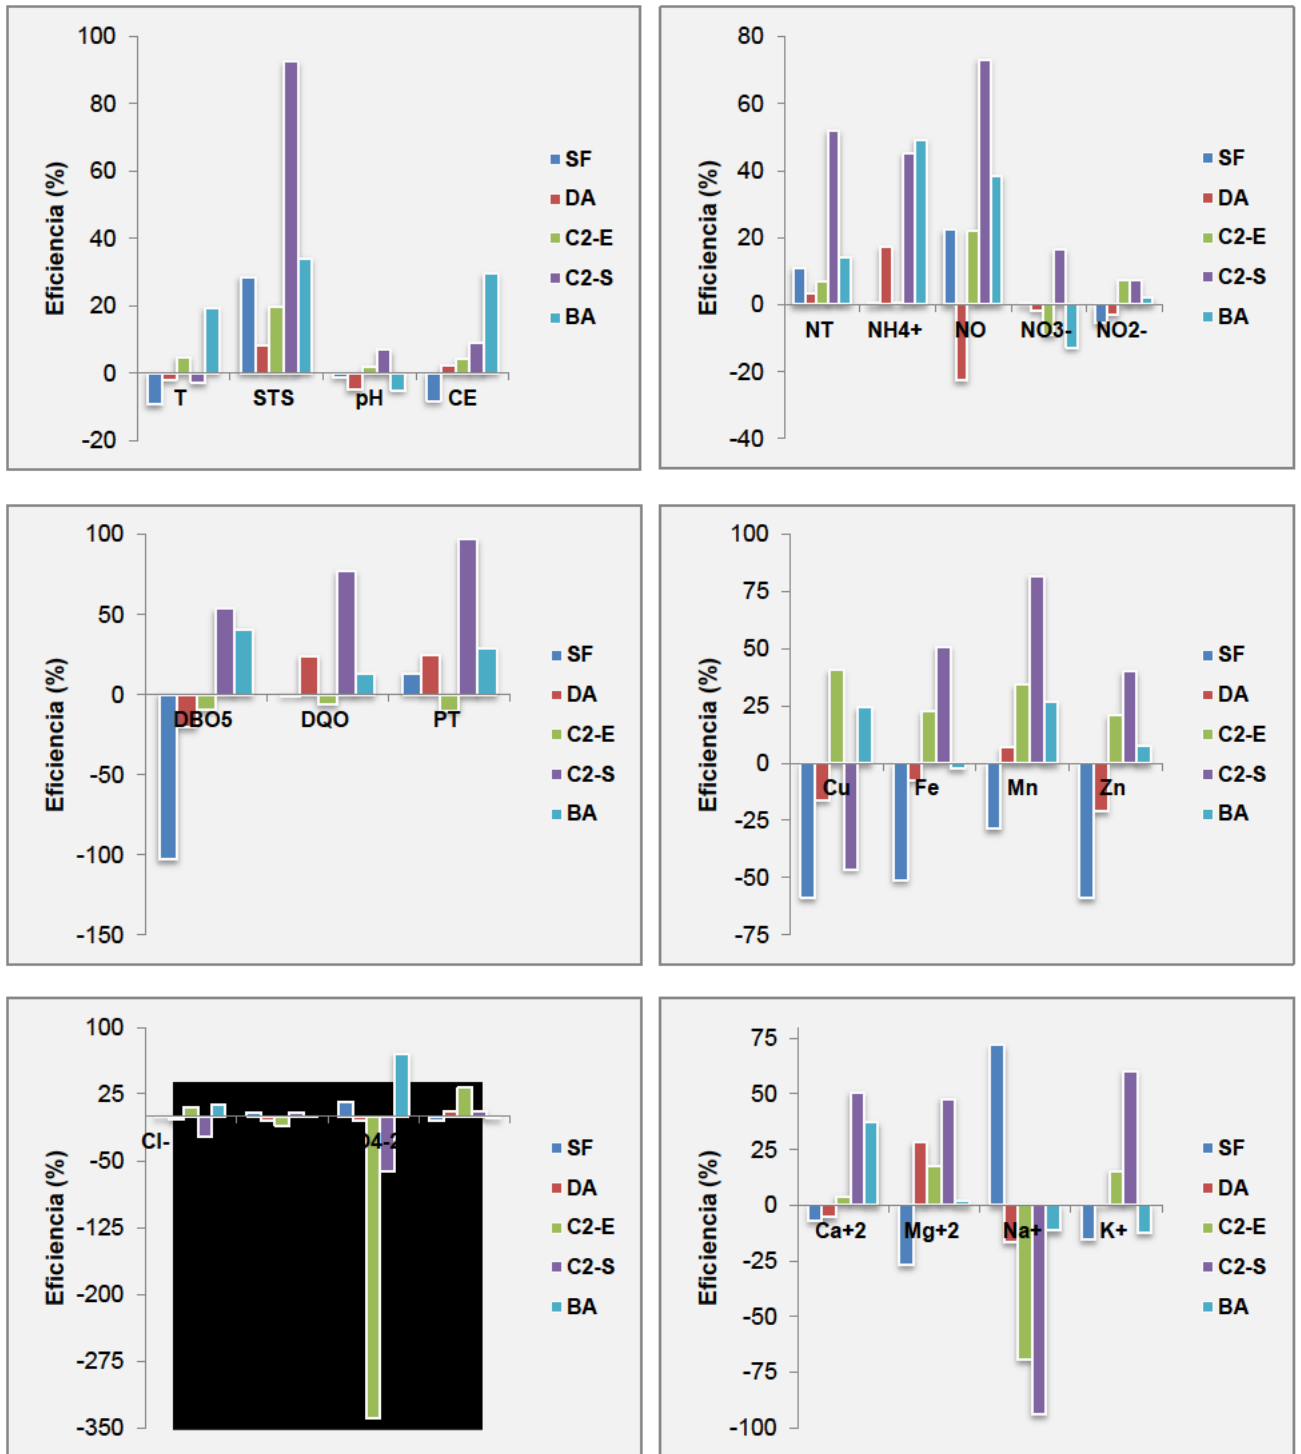 100
80
60
40
20
0
-20
Eficiencia (%)
T STS pH CE
SF
DA
C2-E
C2-S
BA
80
60
40
20
0
-20
-40
Eficiencia (%)
NT NH4+ NO NO3- NO2-
SF
DA
C2-E
C2-S
BA
100
50
0
-50
-100
-150
Eficiencia (%)
DBO5 DQO PT
SF
DA
C2-E
C2-S
BA
100
75
50
25
0
-25
-50
-75
Eficiencia (%)
Cu Fe Mn Zn
SF
DA
C2-E
C2-S
BA
100
25
-50
-125
-200
-275
-350
Eficiencia (%)
Cl-
SF
DA
C2-E
C2-S
BA
75
50
25
0
-25
-50
-75
-100
Eficiencia (%)
Ca+2 Mg+2 Na+ K+
SF
DA
C2-E
C2-S
BA